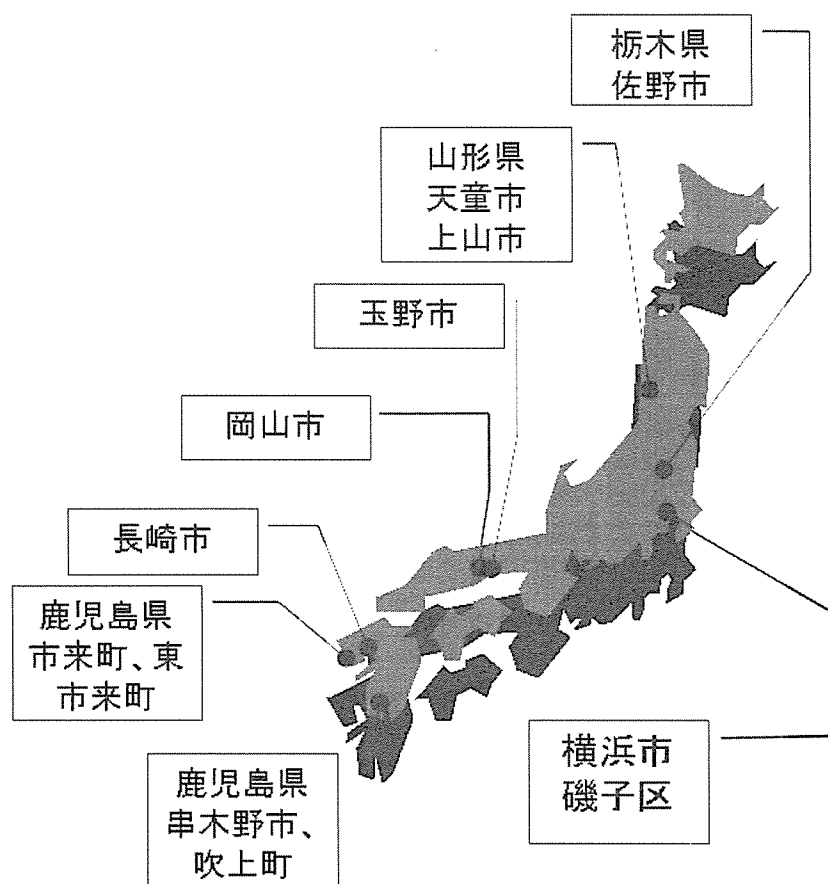 栃木県
佐野市
山形県
天童市
上山市
玉野市
岡山市
長崎市
鹿児島県
市来町、東
市来町
横浜市
磯子区
鹿児島県
串木野市、
吹上町